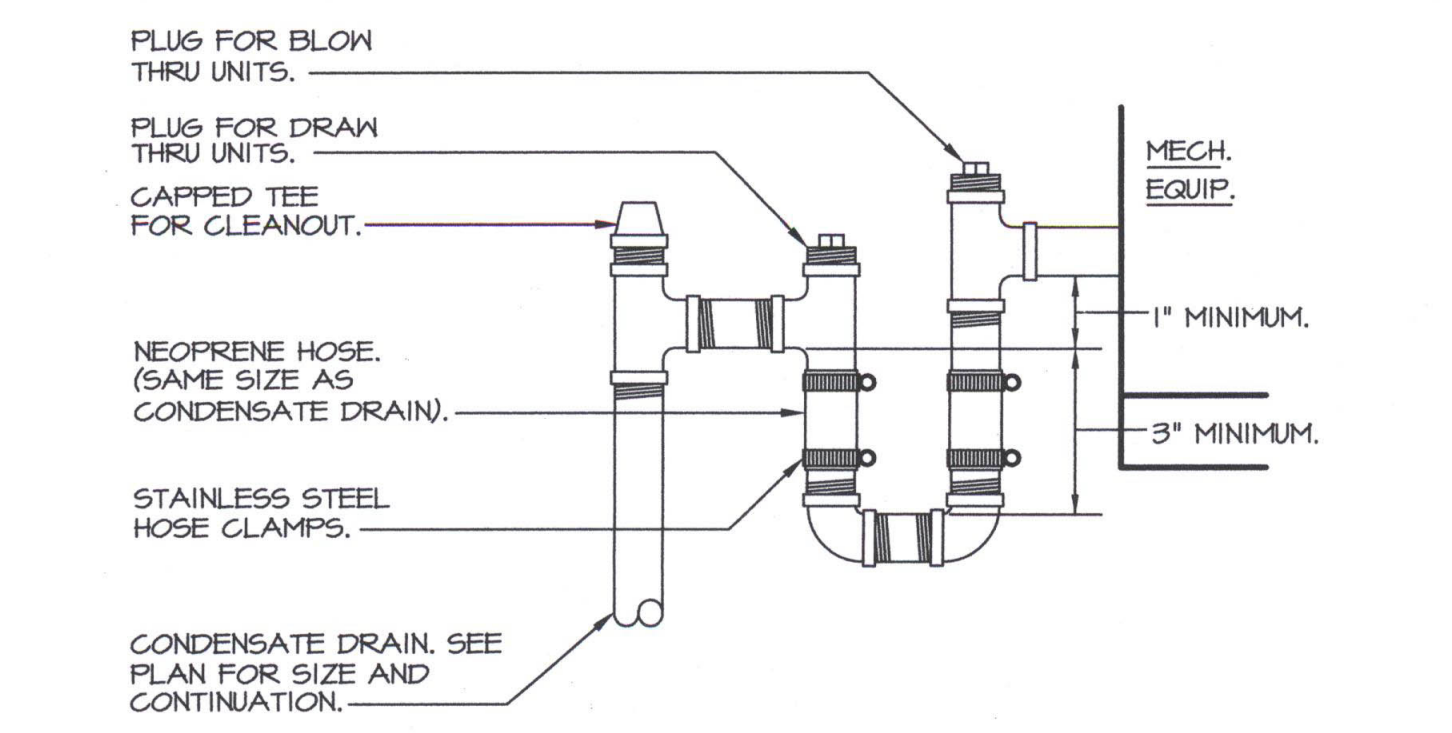 PLUG FOR BLOW
THRU UNITS.
PLUG FOR DRAW
THRU UNITS.
CAPPED TEE
FOR CLEANOUT.
MECH.
EQUIP.
1" MINIMUM.
NEOPRENE HOSE.
(SAME SIZE AS
CONDENSATE DRAIN).
3" MINIMUM.
STAINLESS STEEL
HOSE CLAMPS.
CONDENSATE DRAIN. SEE
PLAN FOR SIZE AND
CONTINUATION.